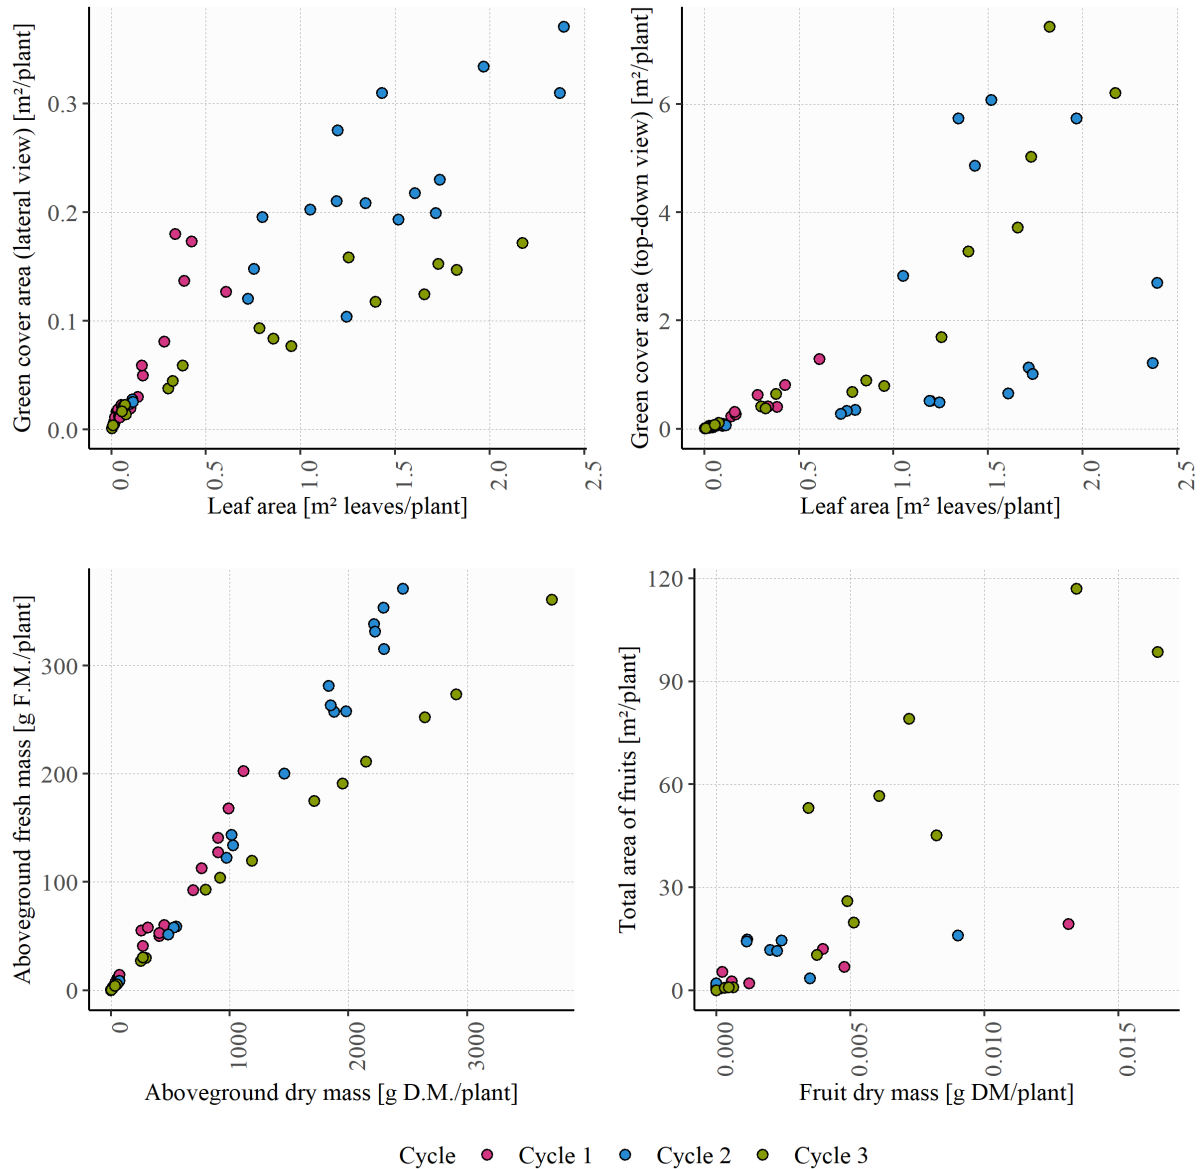 Green cover area (lateral view) [m²/plant]
0.3
0.2
0.1
0.0
0.0 0.5 1.0 1.5 2.0 2.5
Leaf area [m² leaves/plant]
Green cover area (top-down view) [m²/plant]
6
4
2
0
0.0 0.5 1.0 1.5 2.0 2.5
Leaf area [m² leaves/plant]
Aboveground fresh mass [g F.M./plant]
300
200
100
0
0 1000 2000 3000
Aboveground dry mass [g D.M./plant]
Total area of fruits [m²/plant]
120
90
60
30
0
0.000 0.005 0.010 0.015
Fruit dry mass [g DM/plant]
Cycle Cycle 1 Cycle 2 Cycle 3